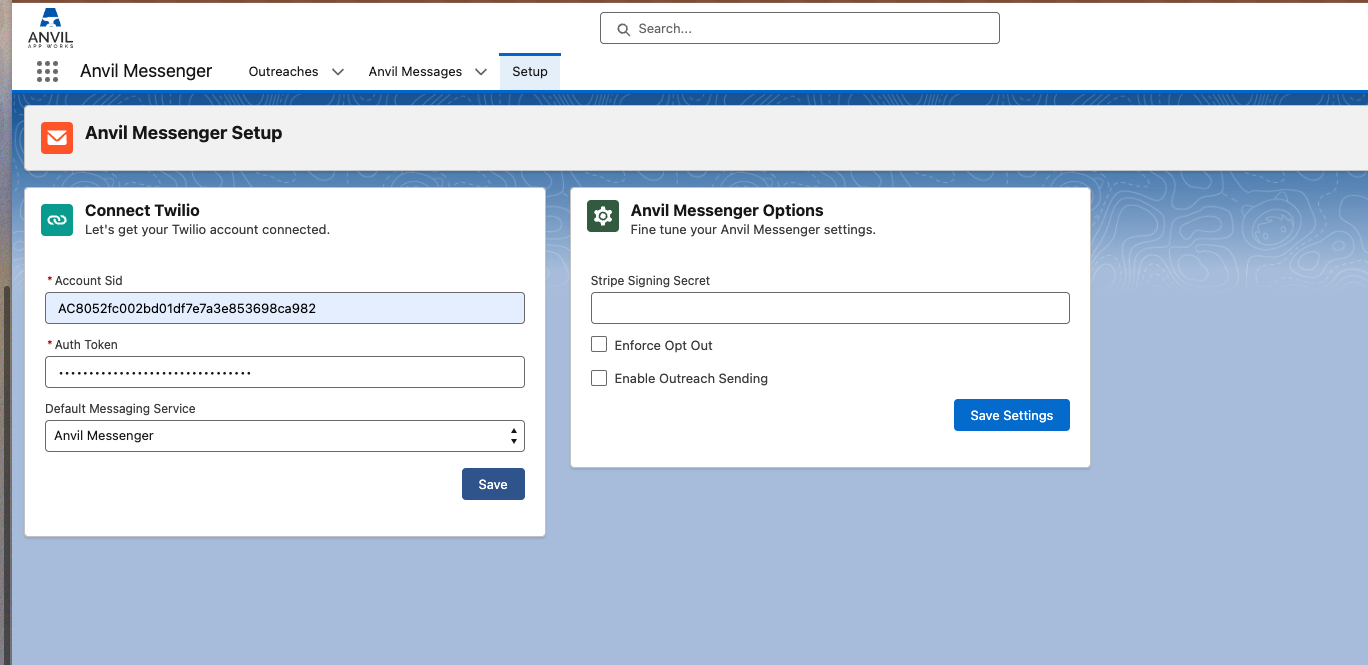 ANVIL
APP WORKS
Search...
Anvil Messenger
Outreaches
Anvil Messages
Setup
Anvil Messenger Setup
Connect Twilio
Let's get your Twilio account connected.
* Account Sid
AC8052fc002bd01df7e7a3e853698ca982
* Auth Token
••••••••••••••••••••••••••••••••
Default Messaging Service
Anvil Messenger
Save
Anvil Messenger Options
Fine tune your Anvil Messenger settings.
Stripe Signing Secret
Enforce Opt Out
Enable Outreach Sending
Save Settings